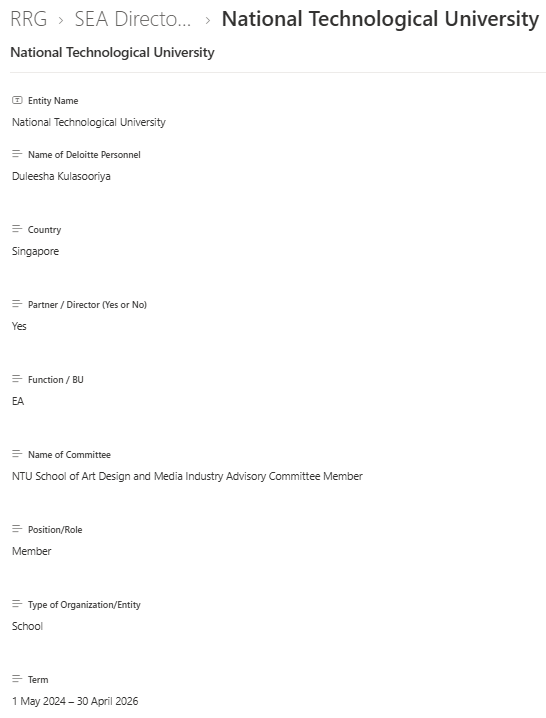 RRG › SEA Directo... › National Technological University
National Technological University
Entity Name
National Technological University
Name of Deloitte Personnel
Duleesha Kulasooriya
Country
Singapore
Partner / Director (Yes or No)
Yes
Function / BU
EA
Name of Committee
NTU School of Art Design and Media Industry Advisory Committee Member
Position/Role
Member
Type of Organization/Entity
School
Term
1 May 2024 – 30 April 2026